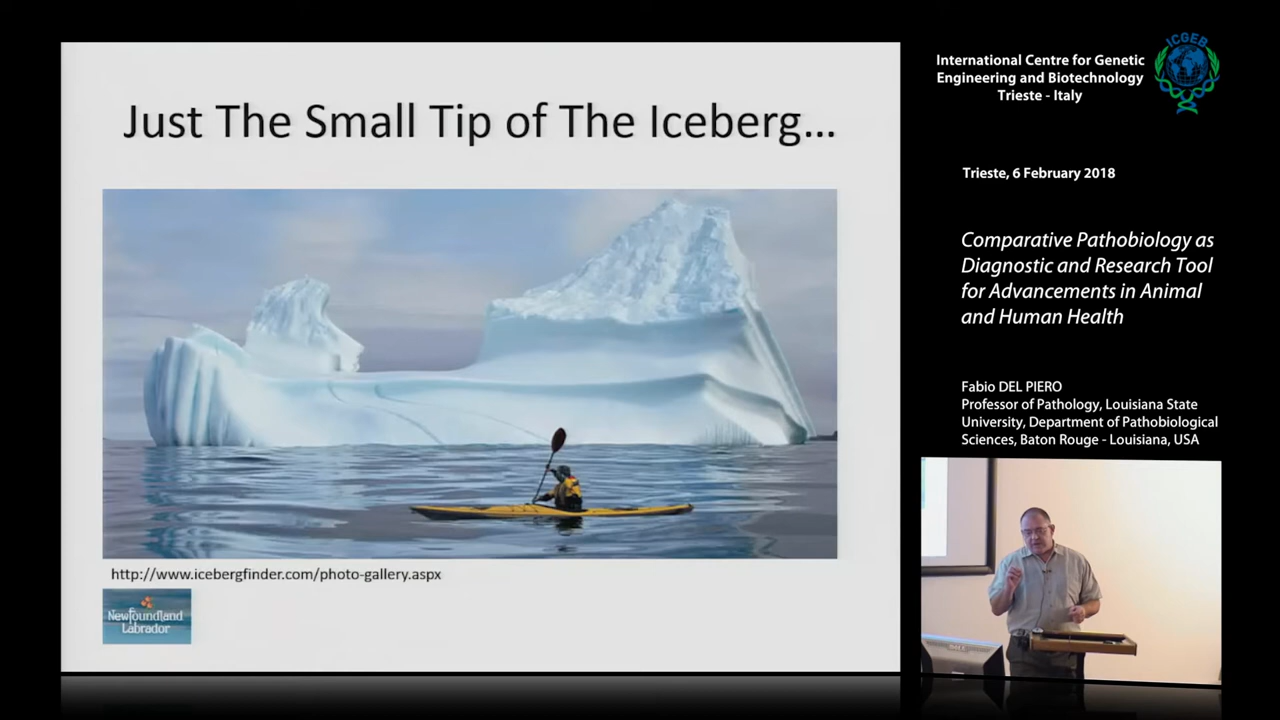 Just The Small Tip of The Iceberg...
http://www.icebergfinder.com/photo-gallery.aspx
Newfoundland
Labrador
International Centre for Genetic
Engineering and Biotechnology
Trieste - Italy
ICGEB
Trieste, 6 February 2018
Comparative Pathobiology as
Diagnostic and Research Tool
for Advancements in Animal
and Human Health
Fabio DEL PIERO
Professor of Pathology, Louisiana State
University, Department of Pathobiological
Sciences, Baton Rouge - Louisiana, USA